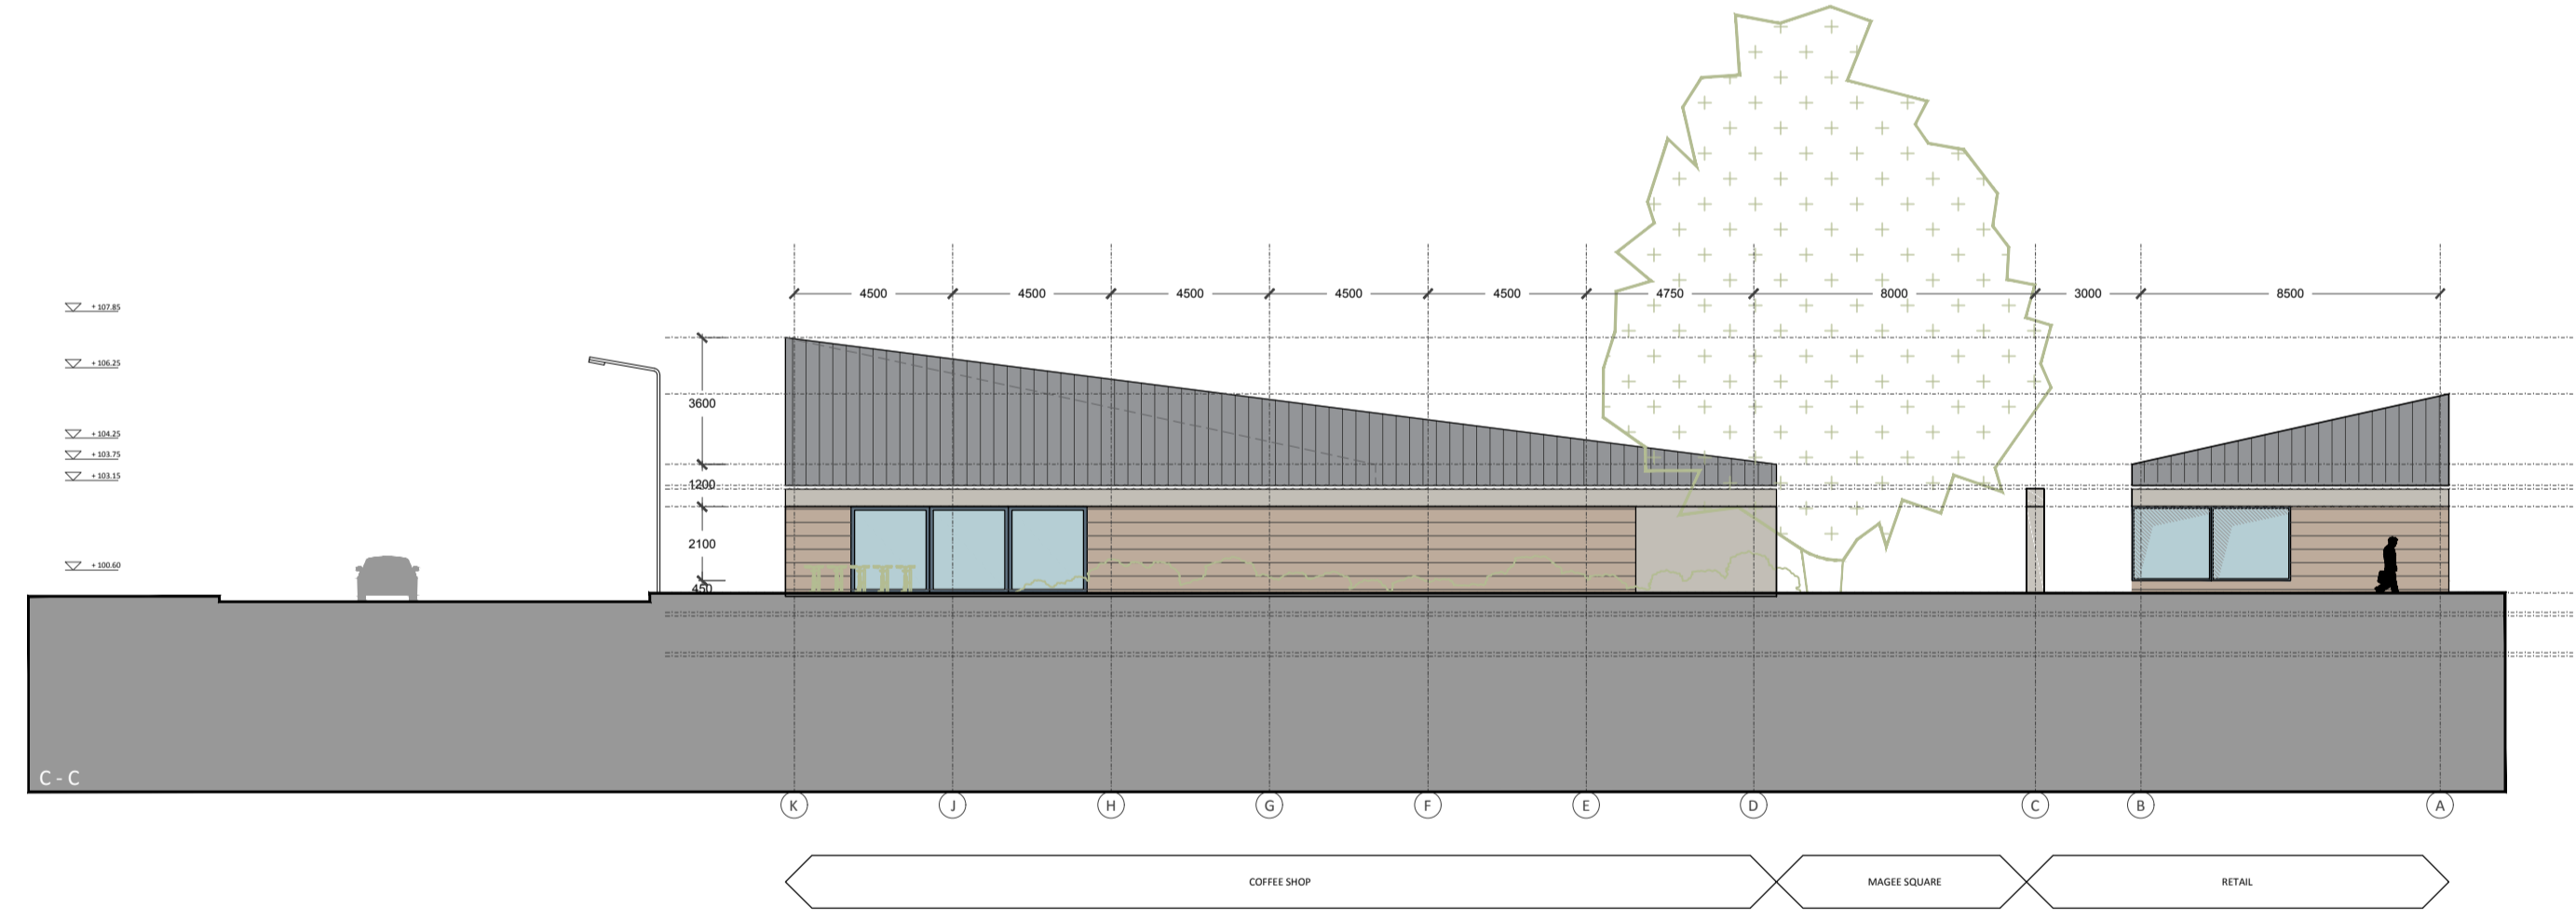 4500 4500 4500 4500 4500 4750 8000 3000 8500
+ 107.85
+ 106.25
+ 104.25
+ 103.75
+ 103.15
+ 100.60
3600
1200
2100
450
C - C
K J H G F E D C B A
COFFEE SHOP MAGEE SQUARE RETAIL